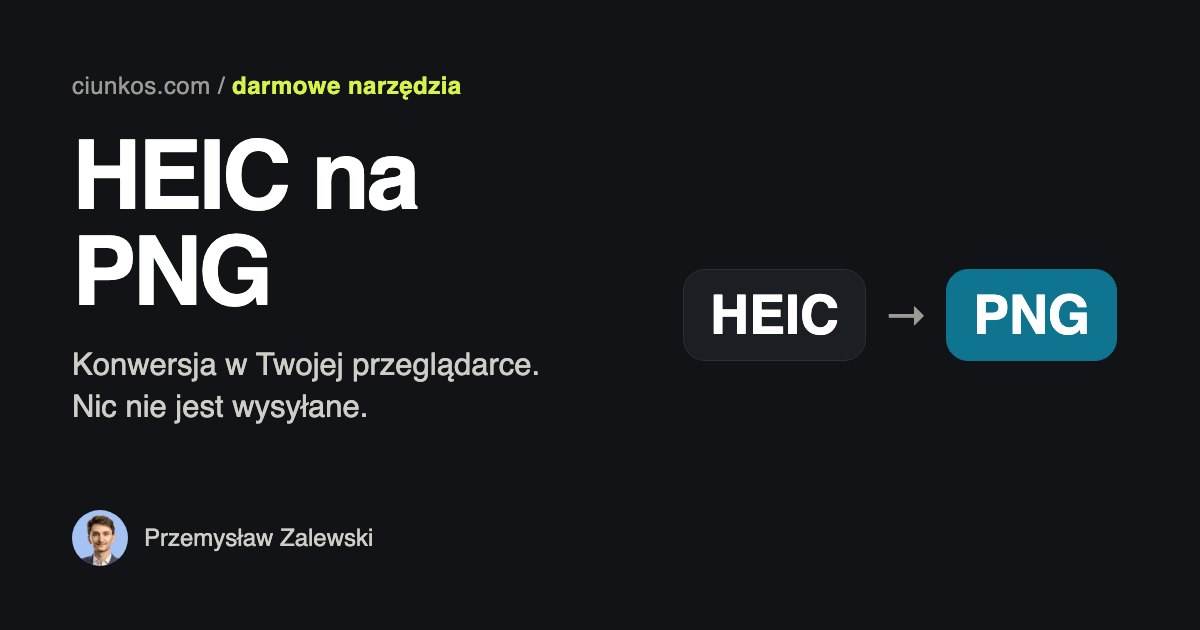 ciunkos.com / darmowe narzędzia
HEIC na
PNG
Konwersja w Twojej przeglądarce.
Nic nie jest wysyłane.
HEIC → PNG
Przemysław Zalewski